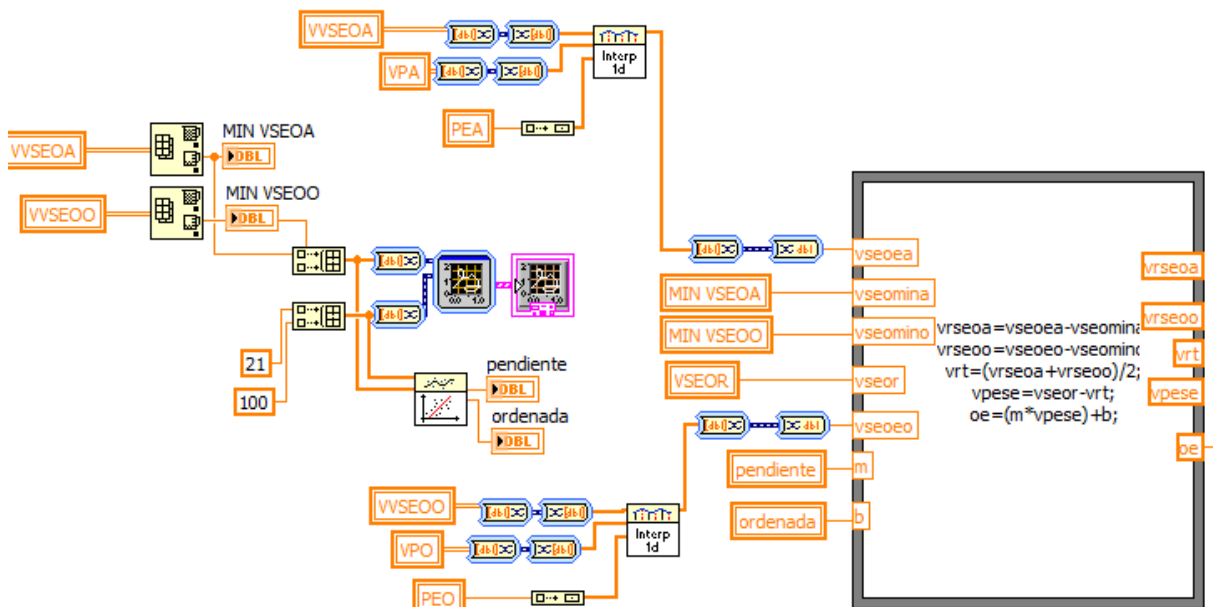 VVSEOA
VPA
PEA
Interp
1d
VVSEOA
MIN VSEOA
DBL
VVSEOO
MIN VSEOO
DBL
21
100
pendiente
DBL
ordenada
DBL
VVSEOO
VPO
PEO
Interp
1d
MIN VSEOA
MIN VSEOO
VSEOR
pendiente
ordenada
vseoea
vseomina
vseomino
vseor
vseoeo
m
b
vrseoa=vseoea-vseomina
vrseoo=vseoeo-vseomino
vrt=(vrseoa+vrseoo)/2;
vpese=vseor-vrt;
oe=(m*vpese)+b;
vrseoa
vrseoo
vrt
vpese
oe